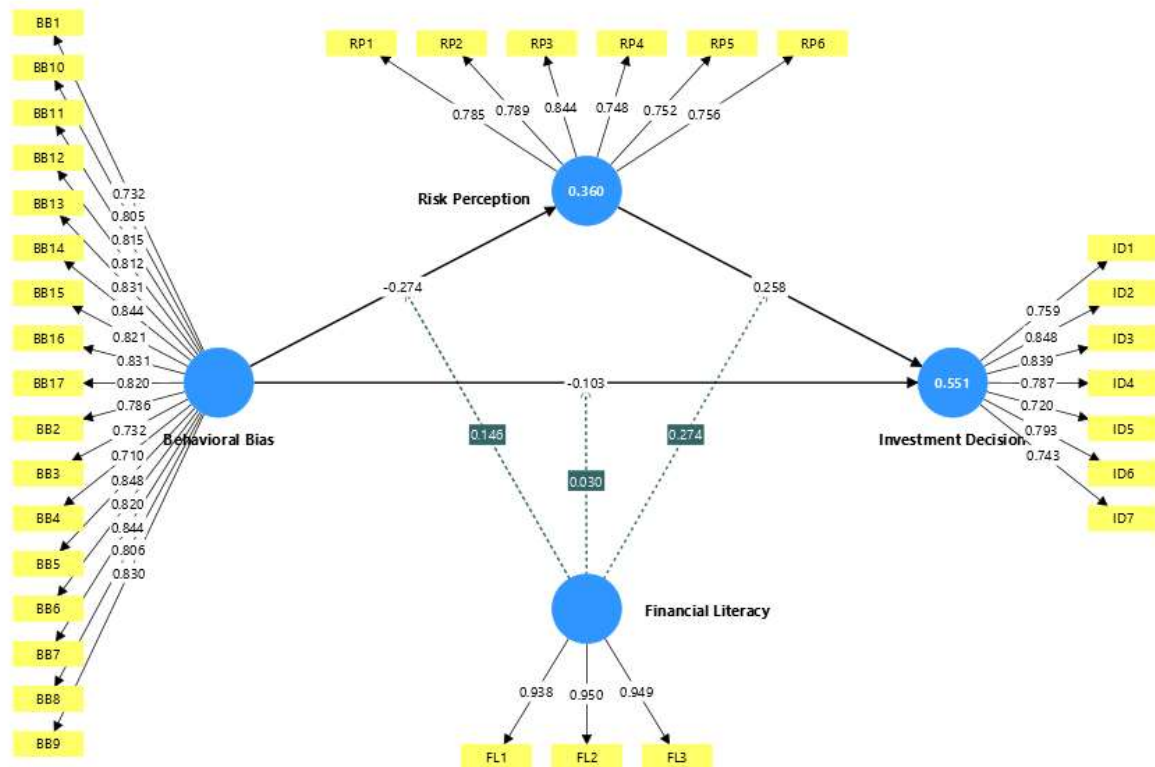 BB1
BB10
BB11
BB12
BB13
BB14
BB15
BB16
BB17
BB2
BB3
BB4
BB5
BB6
BB7
BB8
BB9
0.732
0.805
0.815
0.812
0.831
0.844
0.821
0.831
0.820
0.786
0.732
0.710
0.848
0.820
0.844
0.806
0.830
Behavioral Bias
RP1
RP2
RP3
RP4
RP5
RP6
0.785
0.789
0.844
0.748
0.752
0.756
Risk Perception
0.360
-0.274
0.258
-0.103
0.146
0.030
0.274
0.551
Investment Decision
0.759
0.848
0.839
0.787
0.720
0.793
0.743
ID1
ID2
ID3
ID4
ID5
ID6
ID7
Financial Literacy
0.938
0.950
0.949
FL1
FL2
FL3